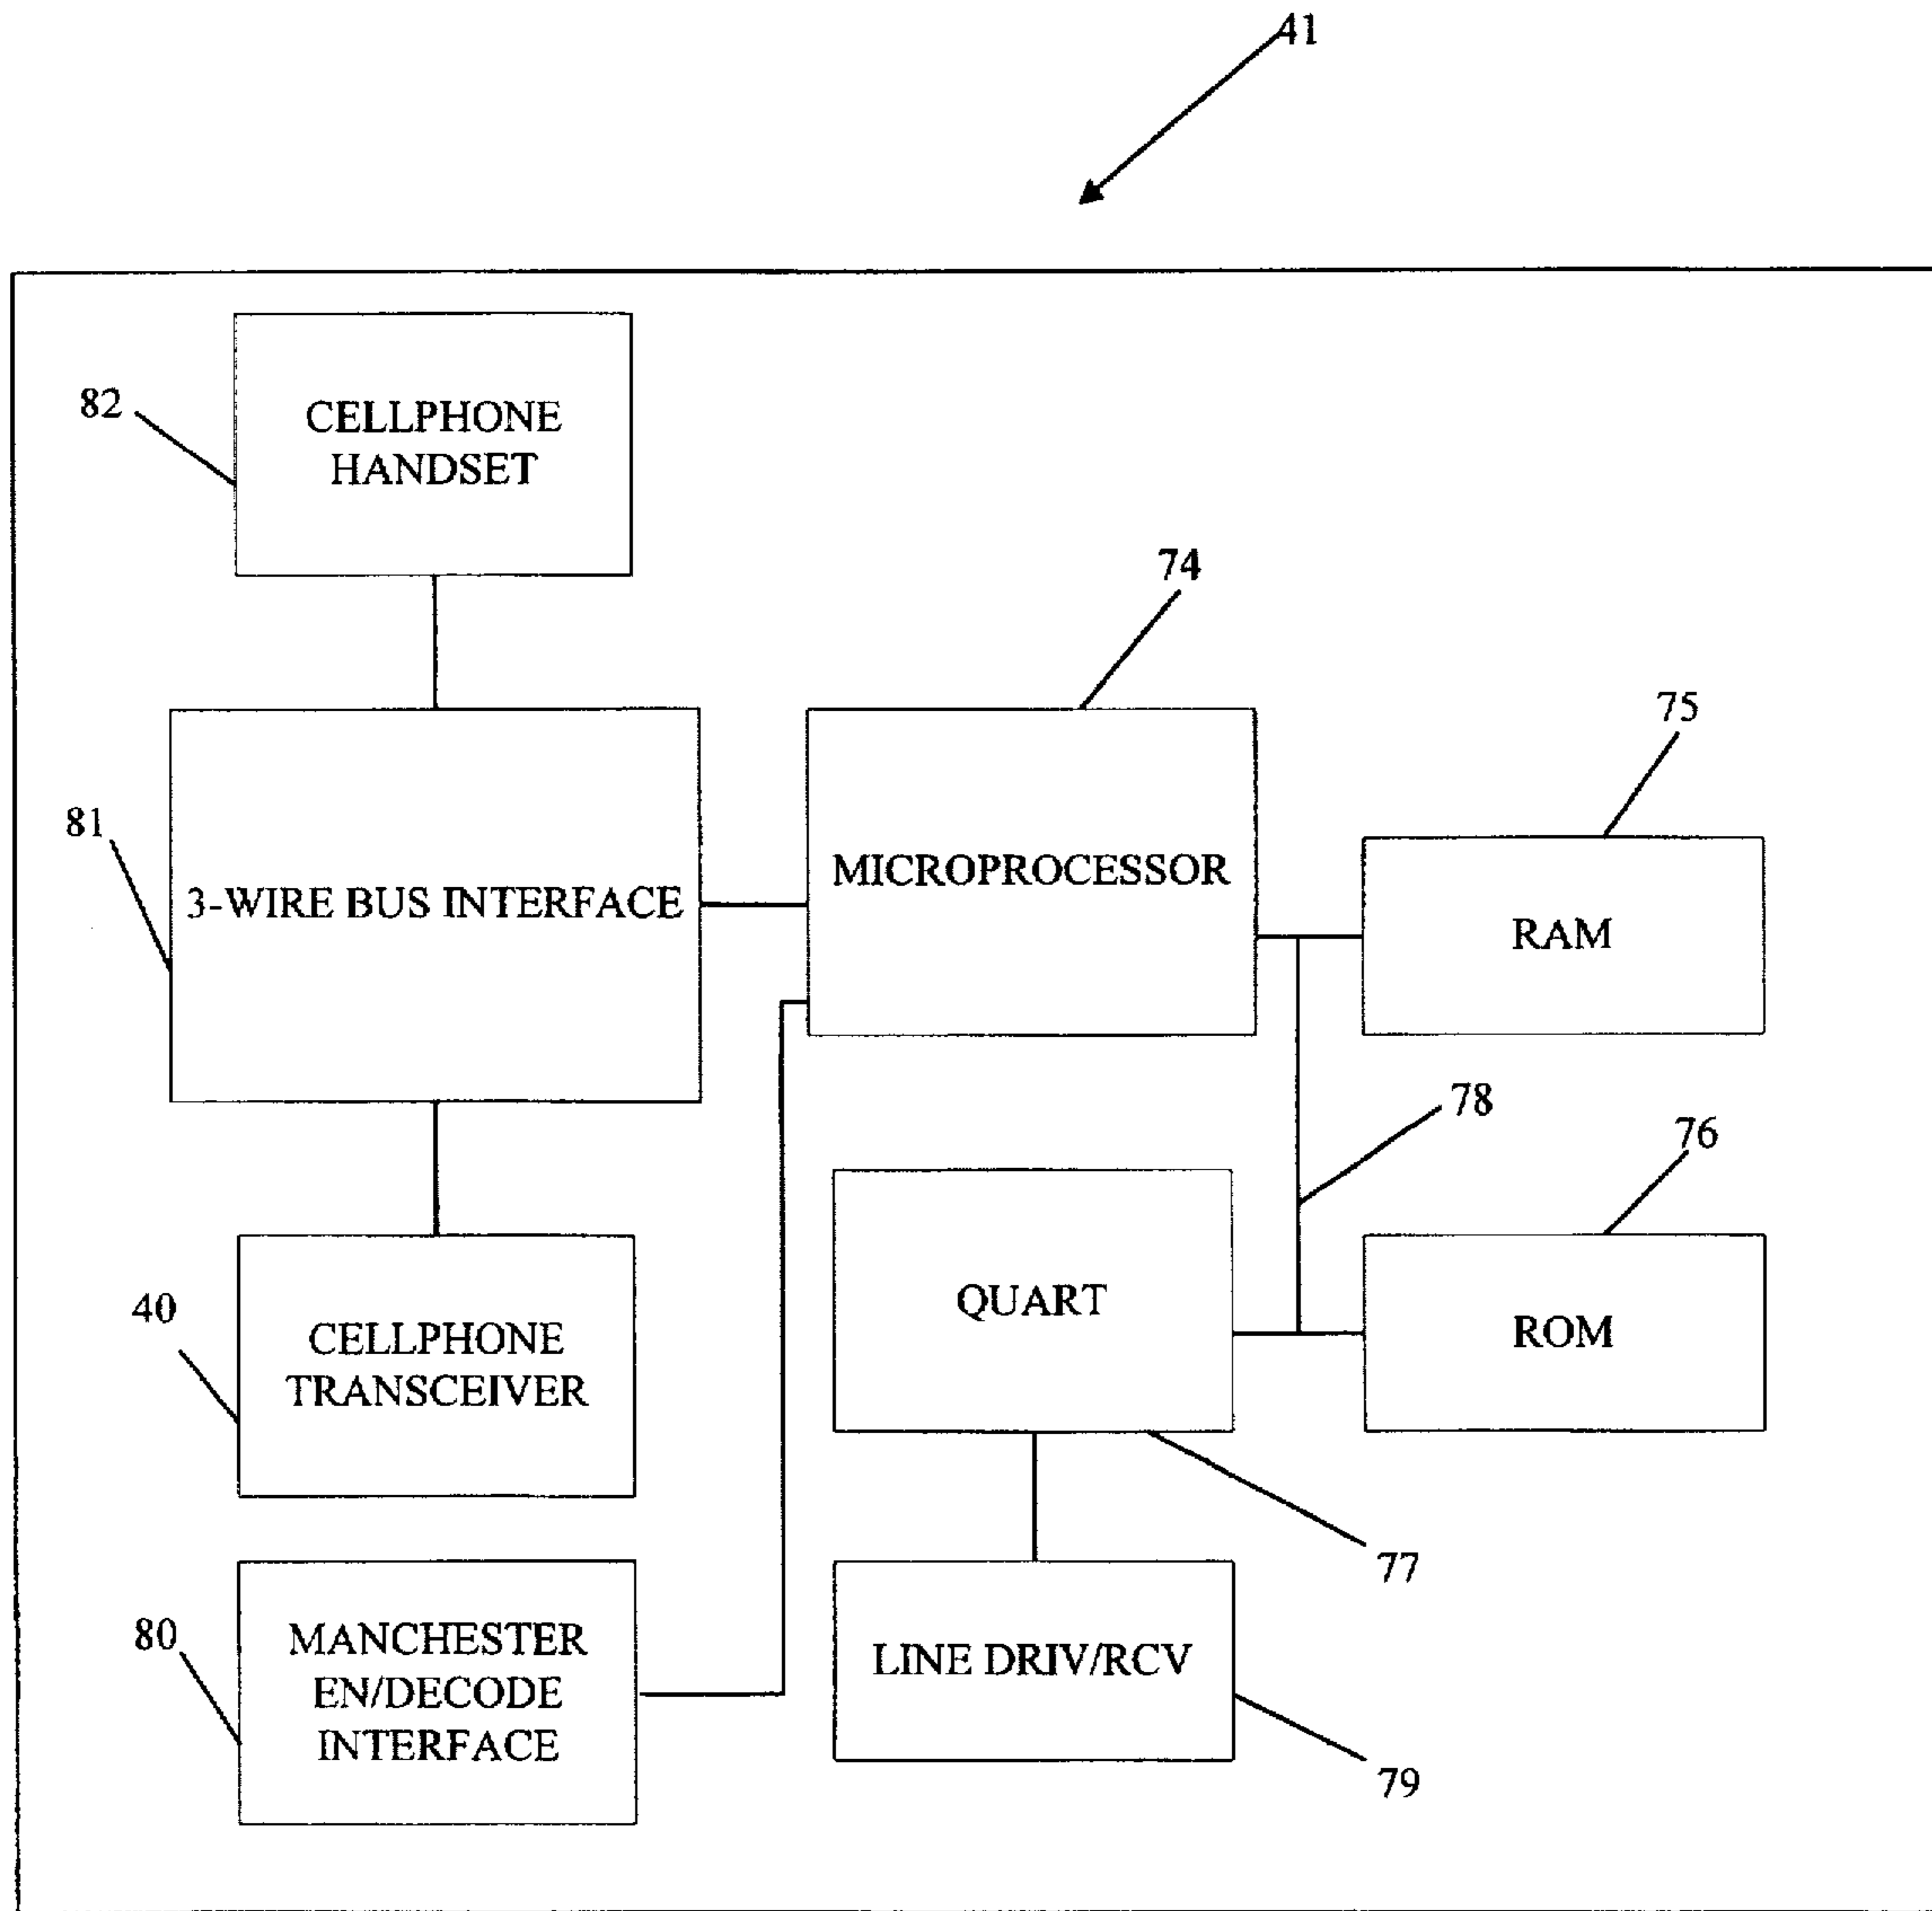 41
82
CELLPHONE
HANDSET
74
75
81
3-WIRE BUS INTERFACE
MICROPROCESSOR
RAM
78
76
40
CELLPHONE
TRANSCEIVER
QUART
ROM
77
80
MANCHESTER
EN/DECODE
INTERFACE
LINE DRIV/RCV
79